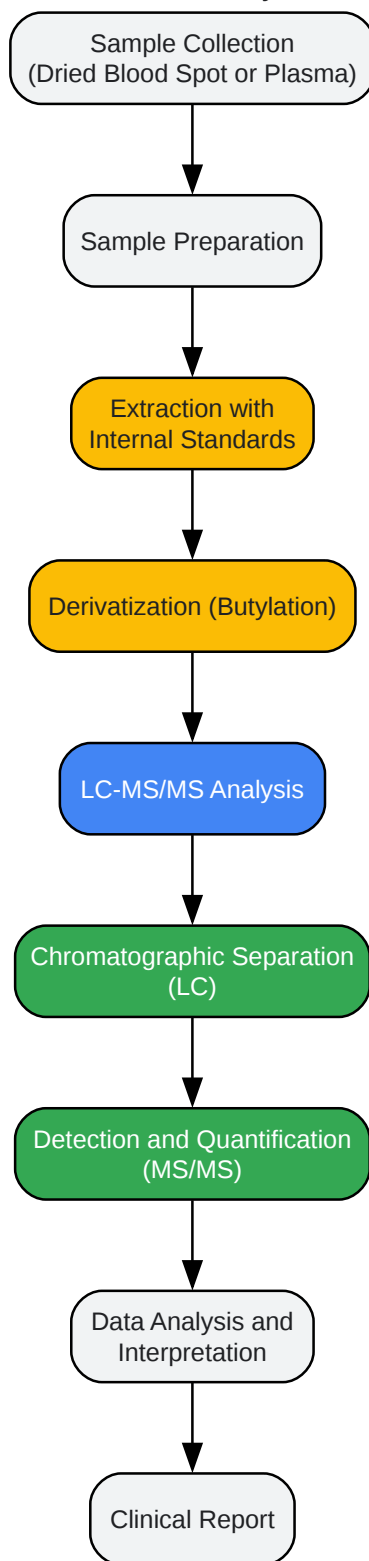 Sample Collection
(Dried Blood Spot or Plasma)
Sample Preparation
Extraction with
Internal Standards
Derivatization (Butylation)
LC-MS/MS Analysis
Chromatographic Separation
(LC)
Detection and Quantification
(MS/MS)
Data Analysis and
Interpretation
Clinical Report